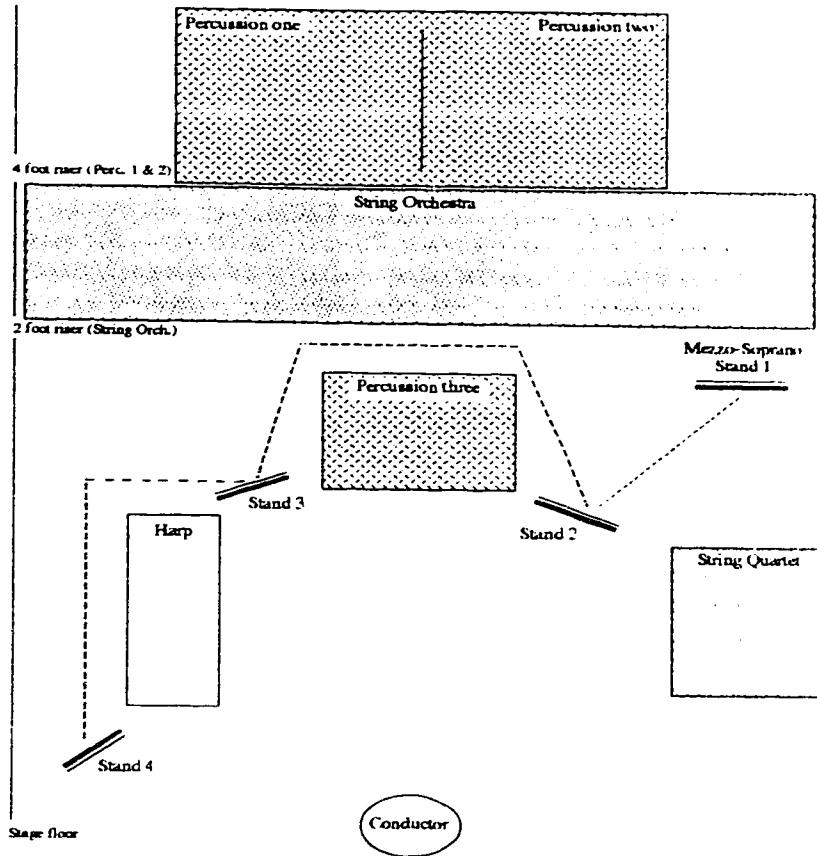 Percussion one
Percussion two
4 foot riser (Perc. 1 & 2)
String Orchestra
2 foot riser (String Orch.)
Mezzo-Soprano
Stand 1
Percussion three
Stand 3
Stand 2
Harp
String Quartet
Stand 4
Conductor
Stage floor